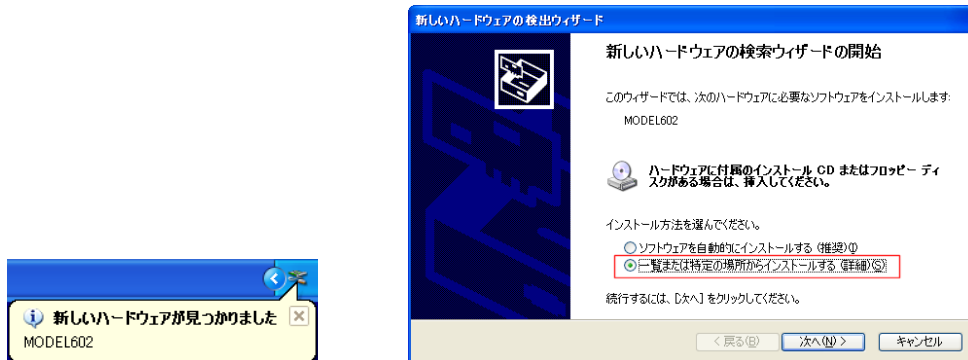 新しいハードウェアが見つかりました
MODEL602
新しいハードウェアの検出ウィザード
新しいハードウェアの検索ウィザードの開始
このウィザードでは、次のハードウェアに必要なソフトウェアをインストールします:
MODEL602
ハードウェアに付属のインストール CD またはフロッピー ディ
スクがある場合は、挿入してください。
インストール方法を選んでください。
ソフトウェアを自動的にインストールする (推奨)(I)
一覧または特定の場所からインストールする (詳細)(S)
続行するには、[次へ] をクリックしてください。
< 戻る(B)
次へ(N) >
キャンセル